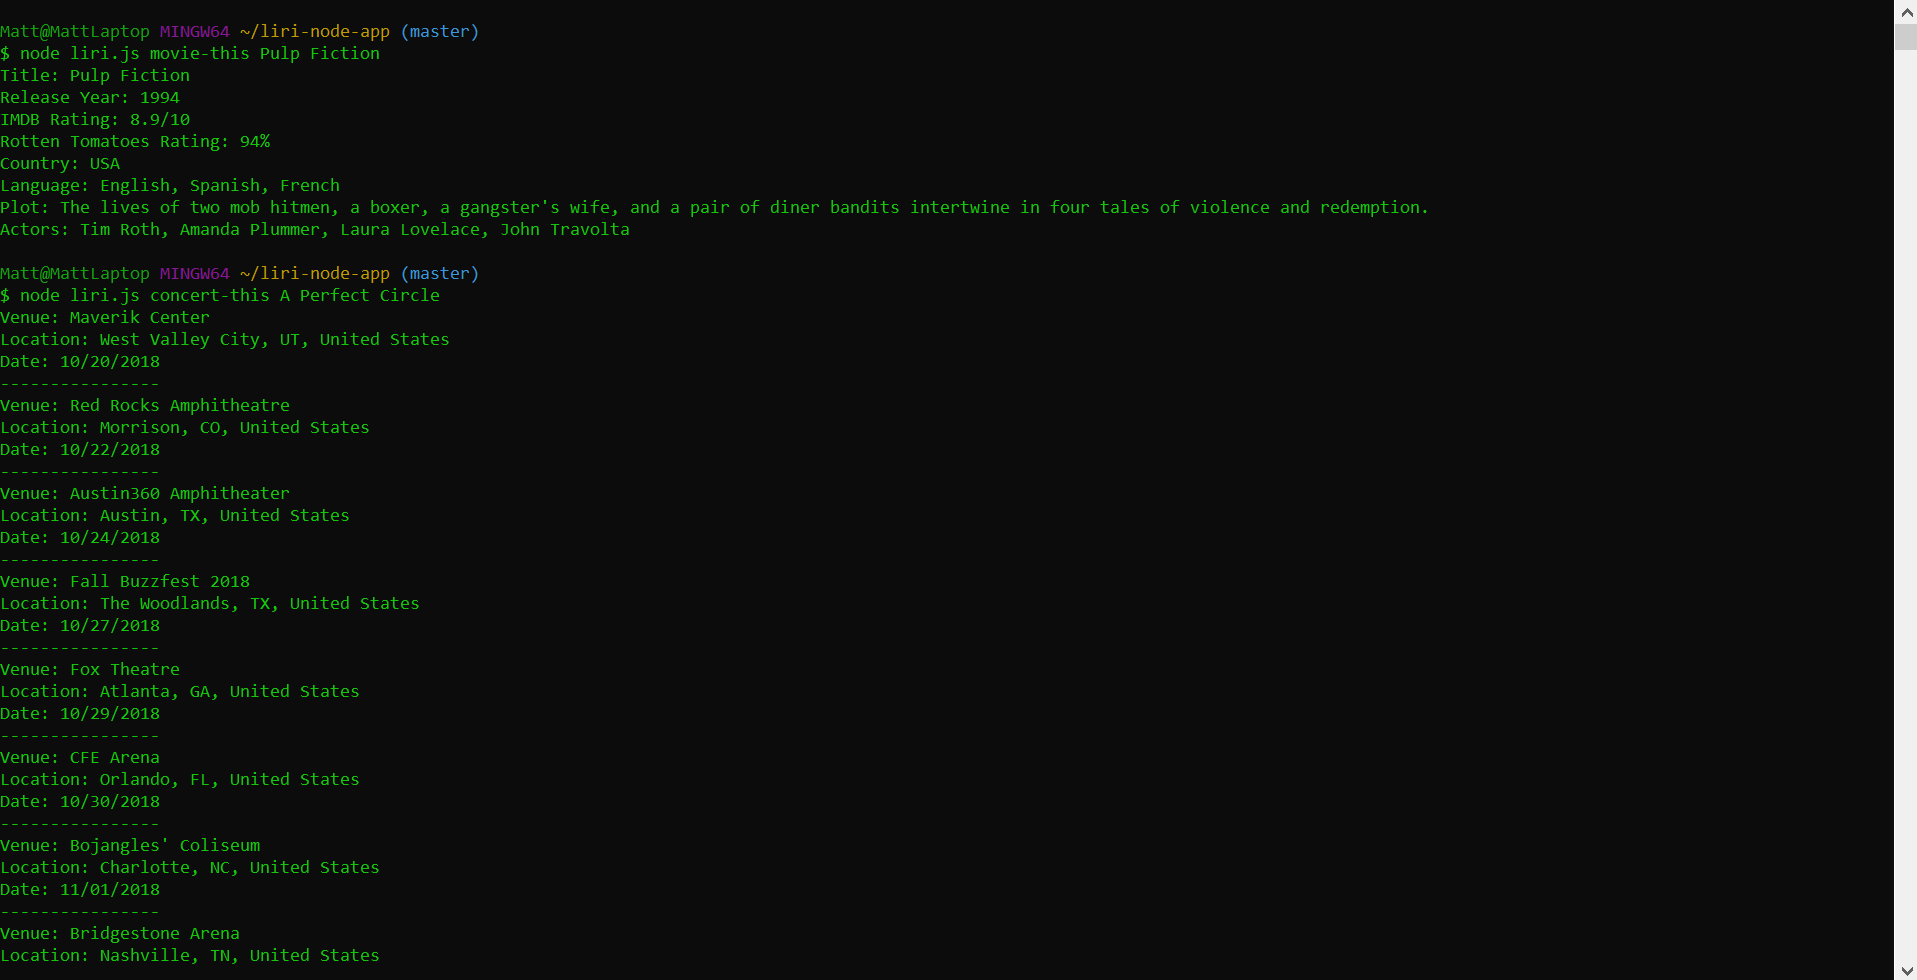 Matt@MattLaptop MINGW64 ~/liri-node-app (master)
$ node liri.js movie-this Pulp Fiction
Title: Pulp Fiction
Release Year: 1994
IMDB Rating: 8.9/10
Rotten Tomatoes Rating: 94%
Country: USA
Language: English, Spanish, French
Plot: The lives of two mob hitmen, a boxer, a gangster's wife, and a pair of diner bandits intertwine in four tales of violence and redemption.
Actors: Tim Roth, Amanda Plummer, Laura Lovelace, John Travolta
Matt@MattLaptop MINGW64 ~/liri-node-app (master)
$ node liri.js concert-this A Perfect Circle
Venue: Maverik Center
Location: West Valley City, UT, United States
Date: 10/20/2018
----------------
Venue: Red Rocks Amphitheatre
Location: Morrison, CO, United States
Date: 10/22/2018
----------------
Venue: Austin360 Amphitheater
Location: Austin, TX, United States
Date: 10/24/2018
----------------
Venue: Fall Buzzfest 2018
Location: The Woodlands, TX, United States
Date: 10/27/2018
----------------
Venue: Fox Theatre
Location: Atlanta, GA, United States
Date: 10/29/2018
----------------
Venue: CFE Arena
Location: Orlando, FL, United States
Date: 10/30/2018
----------------
Venue: Bojangles' Coliseum
Location: Charlotte, NC, United States
Date: 11/01/2018
----------------
Venue: Bridgestone Arena
Location: Nashville, TN, United States